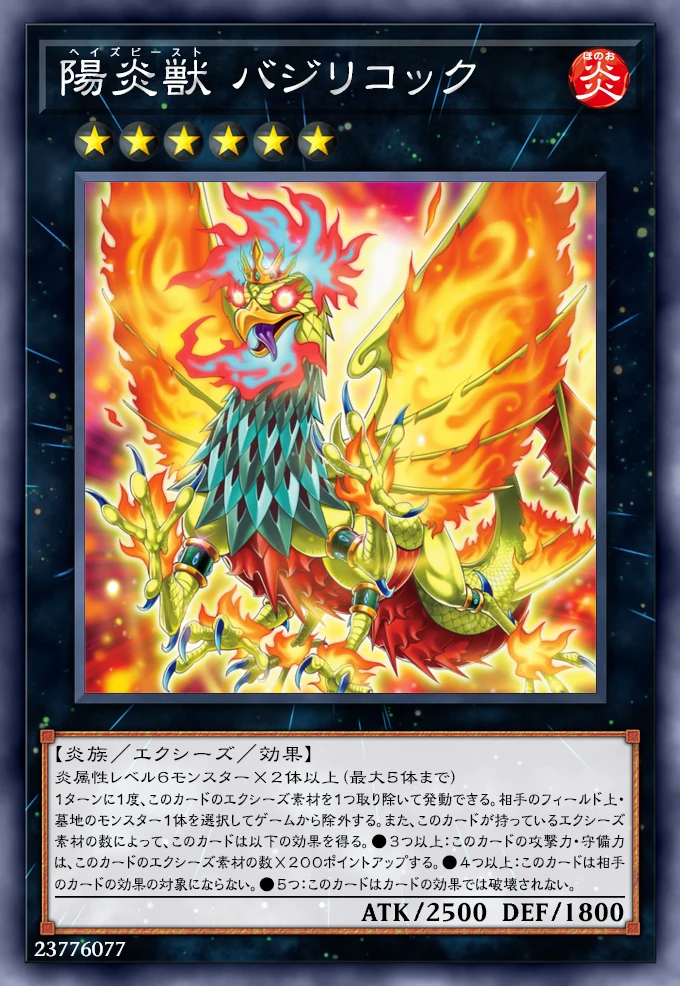 ヘイズビースト
陽炎獣 バジリコック
ほのお
炎
【炎族／エクシーズ／効果】
炎属性レベル６モンスター×２体以上(最大５体まで)
1ターンに1度、このカードのエクシーズ素材を1つ取り除いて発動できる。相手のフィールド上・
墓地のモンスター1体を選択してゲームから除外する。また、このカードが持っているエクシーズ
素材の数によって、このカードは以下の効果を得る。●３つ以上：このカードの攻撃力・守備力
は、このカードのエクシーズ素材の数×２００ポイントアップする。●４つ以上：このカードは相手
のカードの効果の対象にならない。●５つ：このカードはカードの効果では破壊されない。
ATK/2500 DEF/1800
23776077